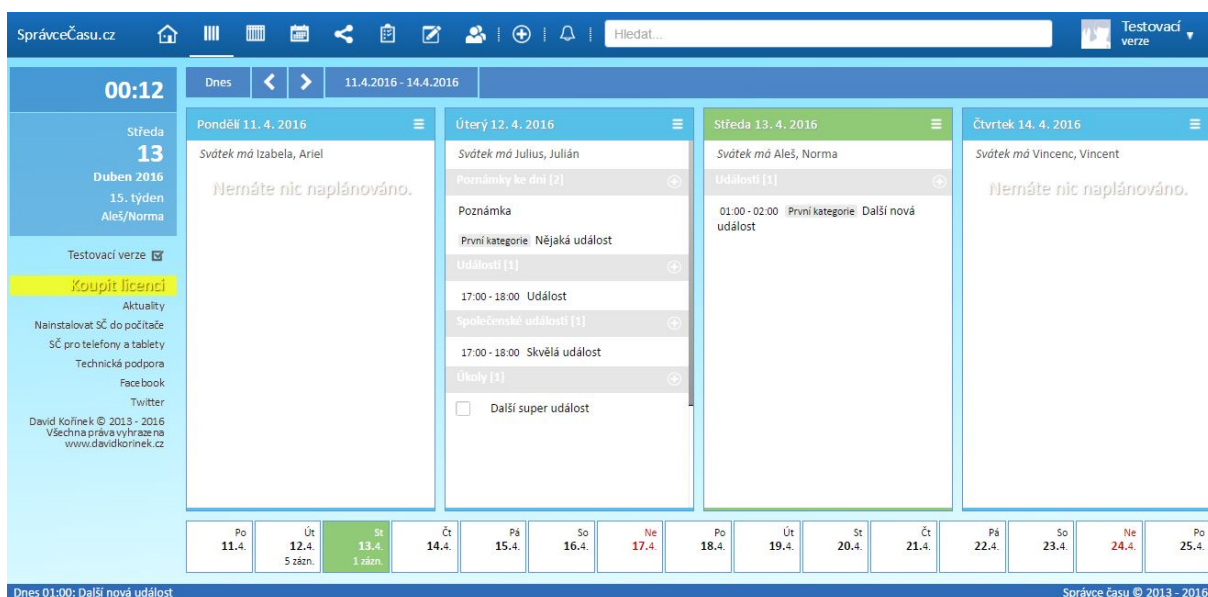 SprávceČasu.cz
Hledat...
Testovací
verze
00:12
Středa
13
Duben 2016
15. týden
Aleš/Norma
Testovací verze
Koupit licenci
Aktuality
Nainstalovat SČ do počítače
SČ pro telefony a tablety
Technická podpora
Facebook
Twitter
David Kořínek © 2013 - 2016
Všechna práva vyhrazena
www.davidkorinek.cz
Dnes
11.4.2016 - 14.4.2016
Pondělí 11. 4. 2016
Svátek má Izabela, Ariel
Nemáte nic naplánováno.
Úterý 12. 4. 2016
Svátek má Julius, Julián
Poznámky ke dni [2]
Poznámka
První kategorie Nějaká událost
Události [1]
17:00 - 18:00 Událost
Společenské události [1]
17:00 - 18:00 Skvělá událost
Úkoly [1]
Další super událost
Středa 13. 4. 2016
Svátek má Aleš, Norma
Události [1]
01:00 - 02:00 První kategorie Další nová
událost
Čtvrtek 14. 4. 2016
Svátek má Vincenc, Vincent
Nemáte nic naplánováno.
Po
11.4.
Út
12.4.
5 zázn.
St
13.4.
1 zázn.
Čt
14.4.
Pá
15.4.
So
16.4.
Ne
17.4.
Po
18.4.
Út
19.4.
St
20.4.
Čt
21.4.
Pá
22.4.
So
23.4.
Ne
24.4.
Po
25.4.
Dnes 01:00: Další nová událost
Správce času © 2013 - 2016